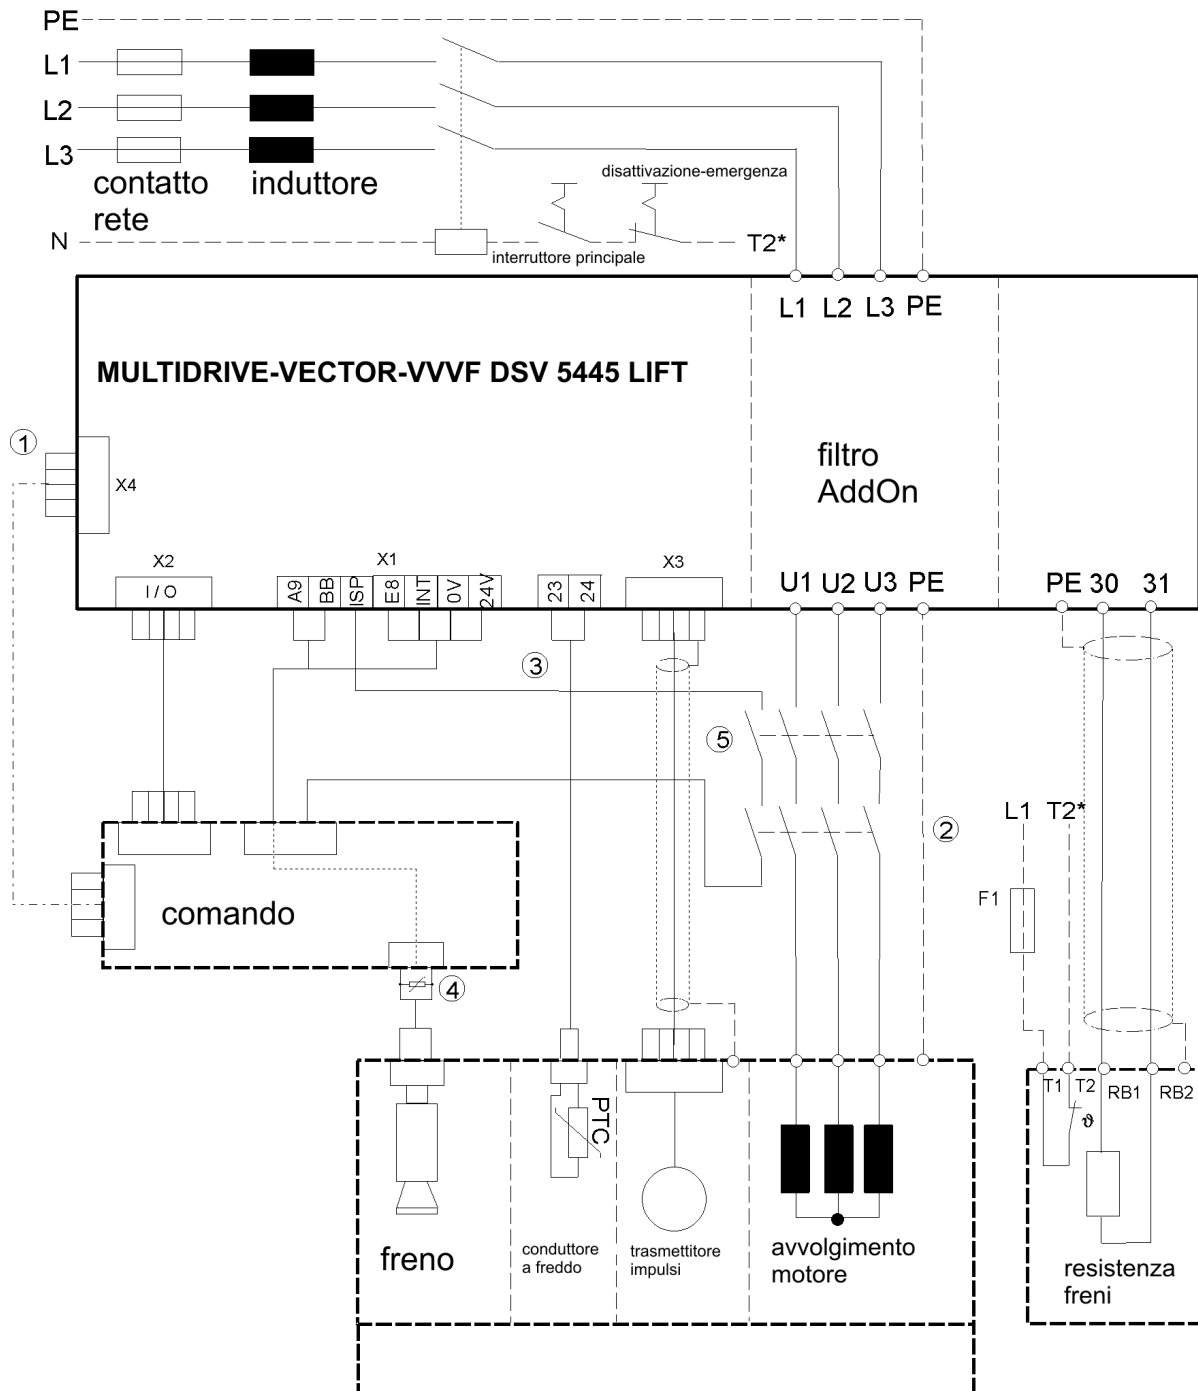 PE
L1
L2
L3
contatto
rete
induttore
disattivazione-emergenza
N
interruttore principale
T2*
L1 L2 L3 PE
MULTIDRIVE-VECTOR-VVVF DSV 5445 LIFT
filtro
AddOn
1
X4
X2
X1
X3
I / O
A9
BB
ISP
E8
INT
0V
24V
23
24
U1 U2 U3 PE
PE 30 31
3
5
2
L1 T2*
F1
comando
4
T1 T2 RB1 RB2
PTC
ϑ
freno
conduttore
a freddo
trasmettitore
impulsi
avvolgimento
motore
resistenza
freni